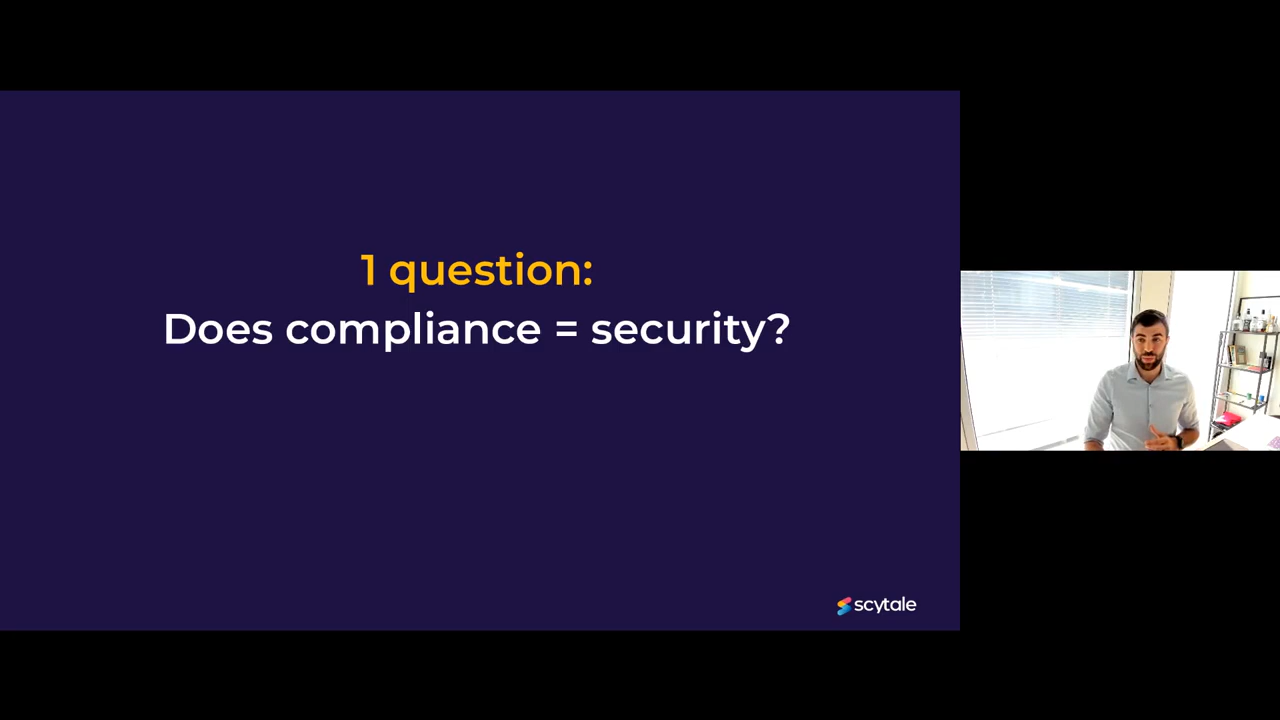 1 question:
Does compliance = security?
scytale